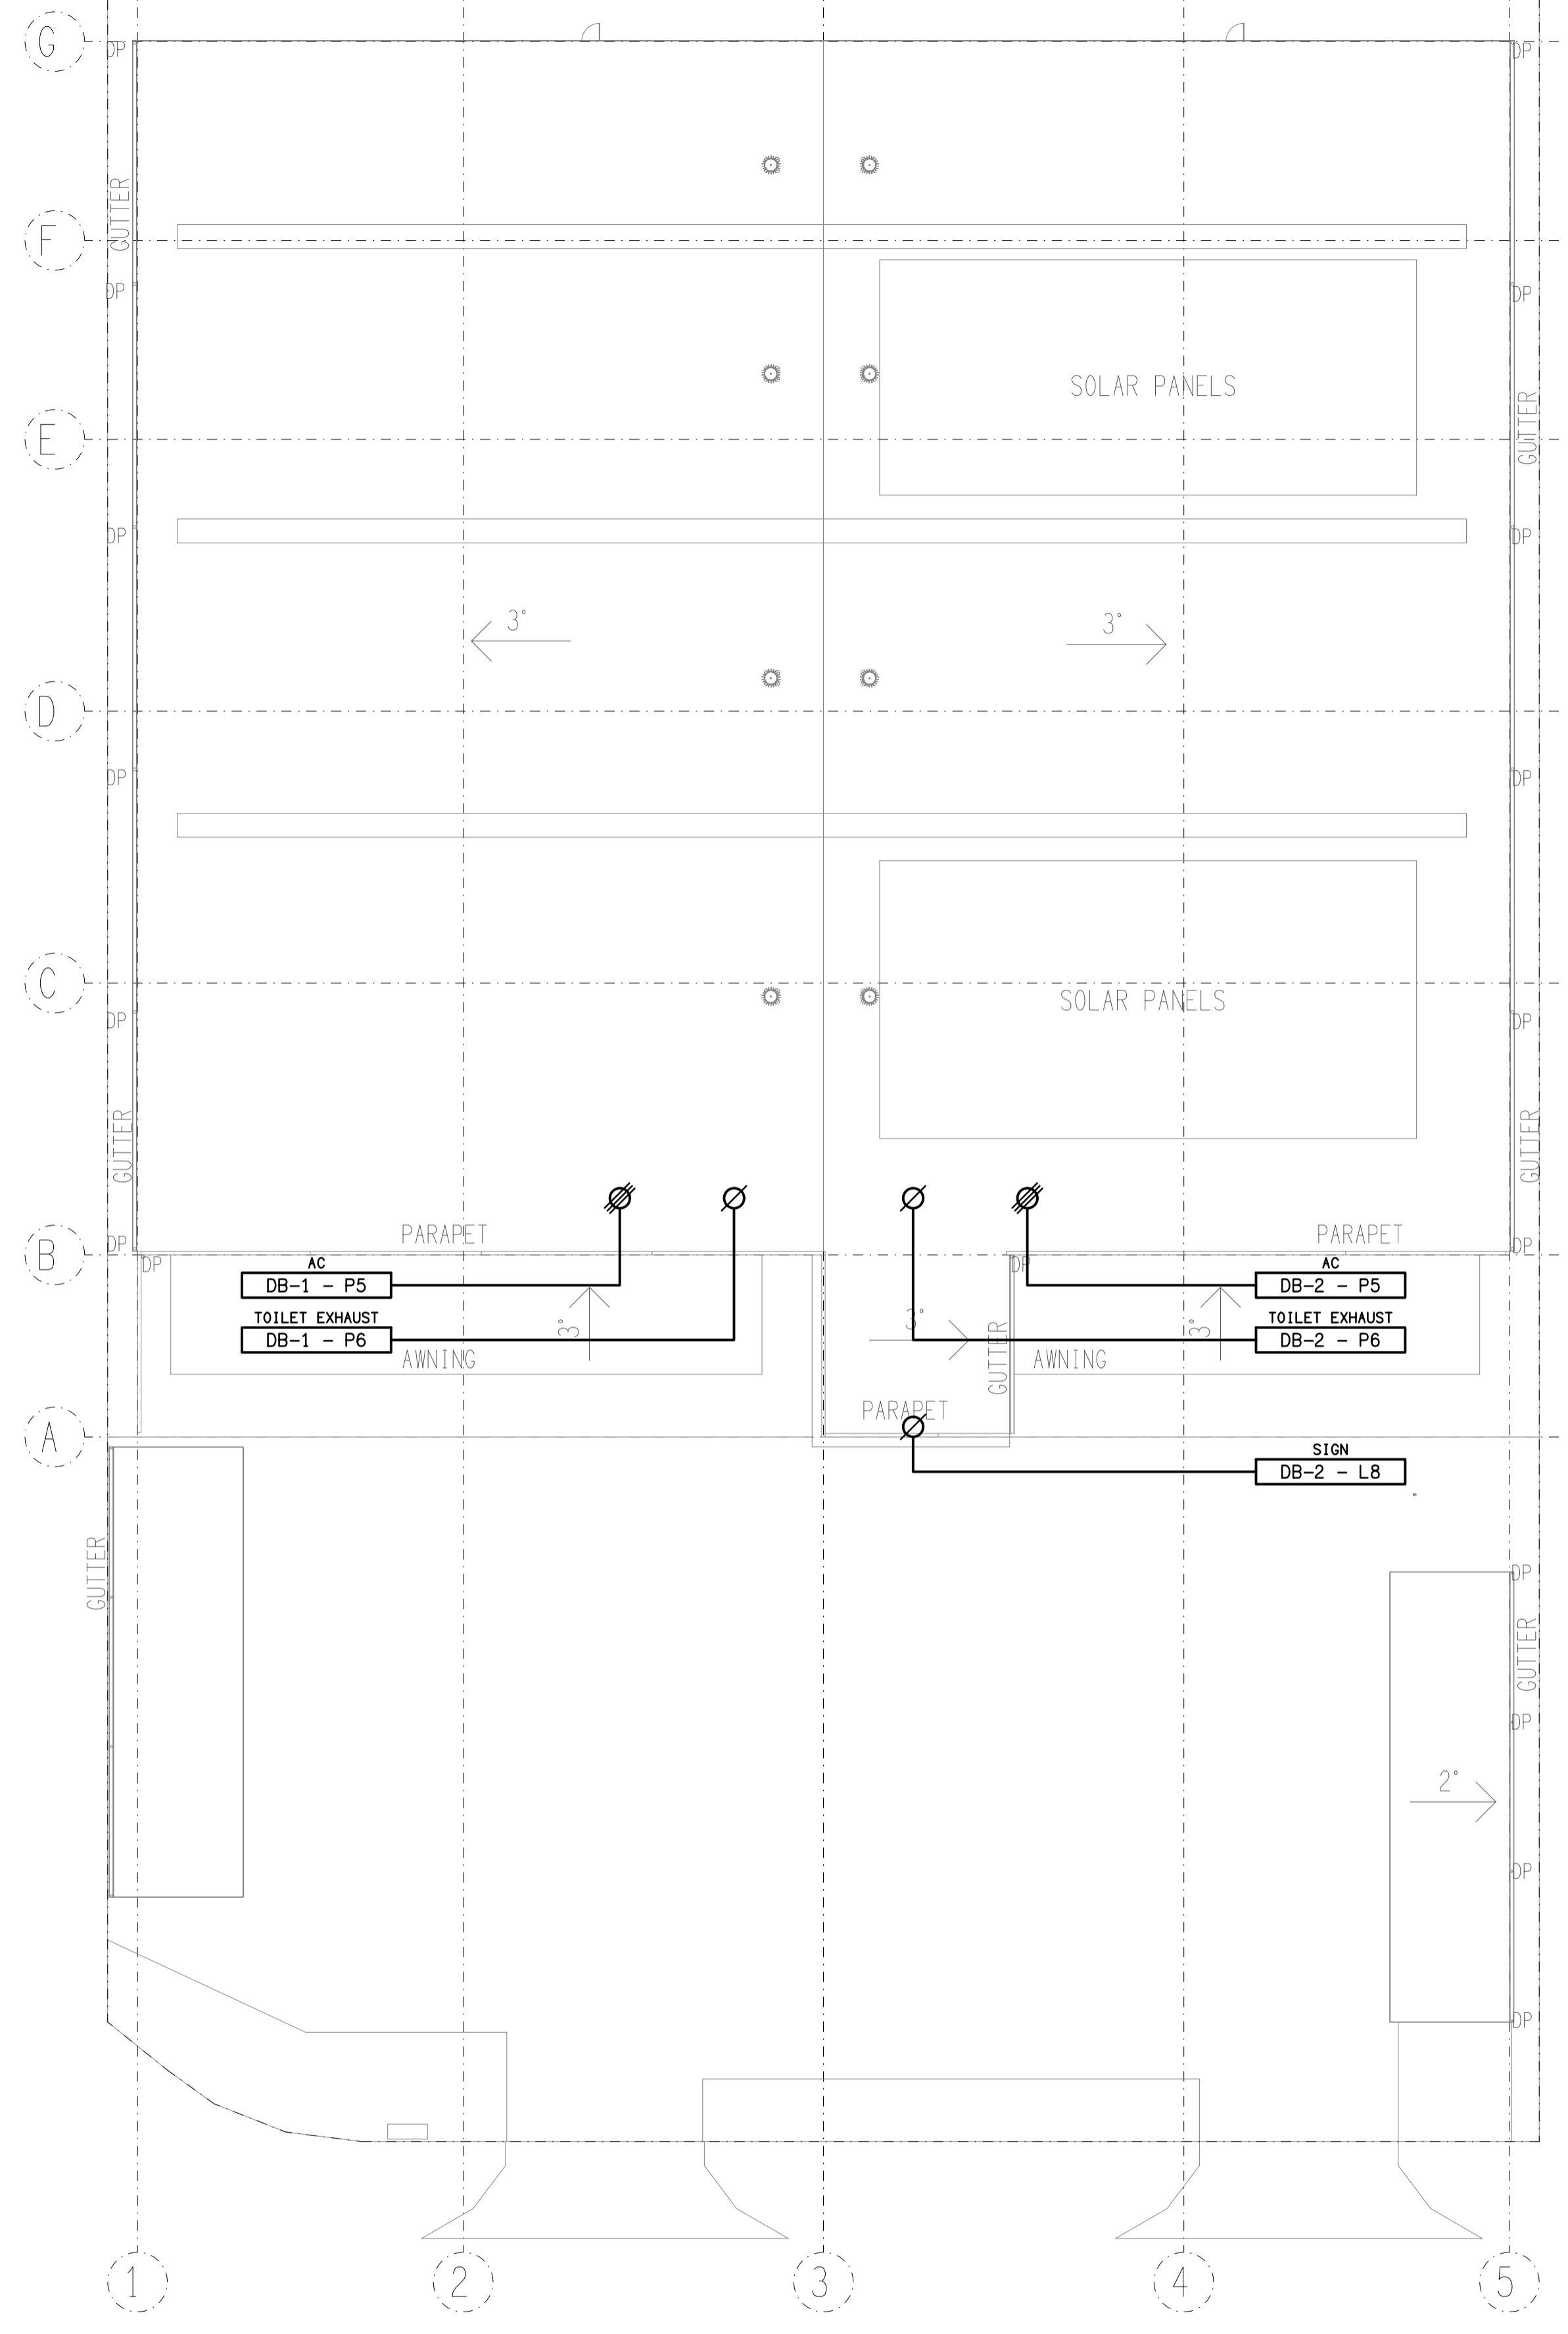 G
DP
DP
GUTTER
F
DP
DP
SOLAR PANELS
GUTTER
E
DP
DP
3°
3°
D
DP
DP
C
SOLAR PANELS
DP
DP
GUTTER
GUTTER
PARAPET
PARAPET
B
DP
DP
DP
DP
AC
AC
DB-1 - P5
DB-2 - P5
TOILET EXHAUST
TOILET EXHAUST
DB-1 - P6
DB-2 - P6
3°
3°
3°
AWNING
GUTTER
AWNING
PARAPET
A
SIGN
DB-2 - L8
GUTTER
DP
GUTTER
DP
2°
DP
DP
1
2
3
4
5